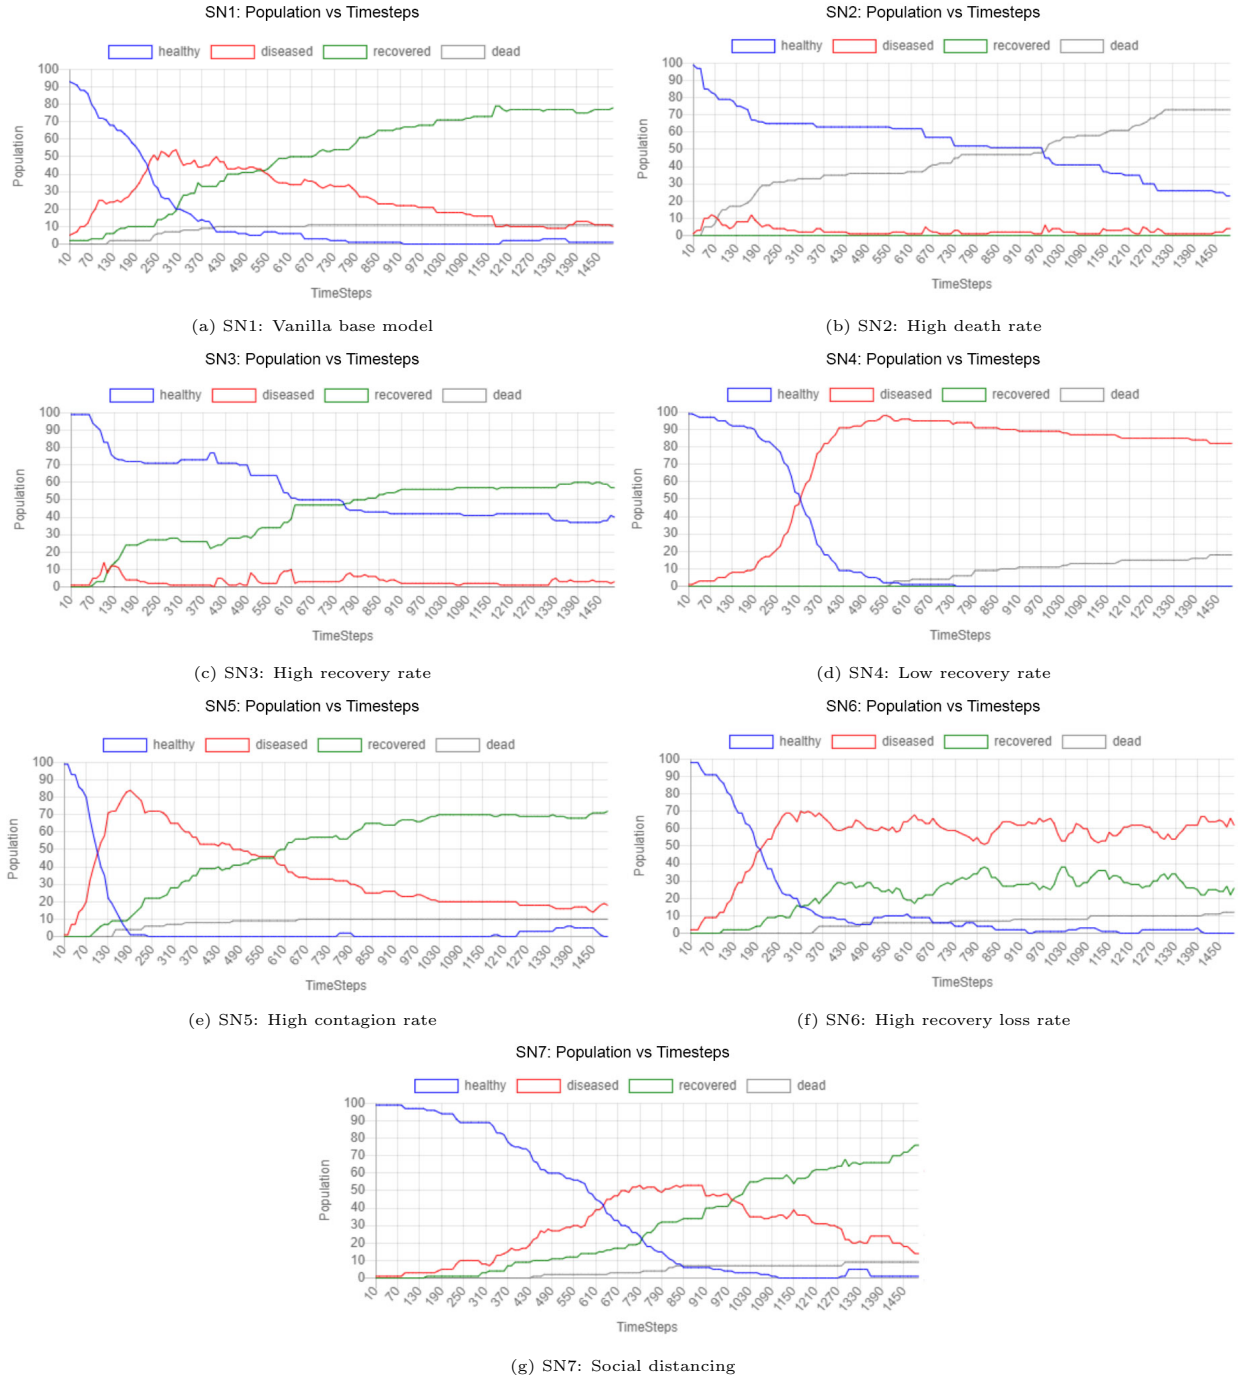 SN1: Population vs Timesteps
healthy diseased recovered dead
100
90
80
70
60
50
40
30
20
10
0
Population
10 70 130 190 250 310 370 430 490 550 610 670 730 790 850 910 970 1030 1090 1150 1210 1270 1330 1390 1450
TimeSteps
(a) SN1: Vanilla base model
SN2: Population vs Timesteps
healthy diseased recovered dead
100
90
80
70
60
50
40
30
20
10
0
Population
10 70 130 190 250 310 370 430 490 550 610 670 730 790 850 910 970 1030 1090 1150 1210 1270 1330 1390 1450
TimeSteps
(b) SN2: High death rate
SN3: Population vs Timesteps
healthy diseased recovered dead
100
90
80
70
60
50
40
30
20
10
0
Population
10 70 130 190 250 310 370 430 490 550 610 670 730 790 850 910 970 1030 1090 1150 1210 1270 1330 1390 1450
TimeSteps
(c) SN3: High recovery rate
SN4: Population vs Timesteps
healthy diseased recovered dead
100
90
80
70
60
50
40
30
20
10
0
Population
10 70 130 190 250 310 370 430 490 550 610 670 730 790 850 910 970 1030 1090 1150 1210 1270 1330 1390 1450
TimeSteps
(d) SN4: Low recovery rate
SN5: Population vs Timesteps
healthy diseased recovered dead
100
90
80
70
60
50
40
30
20
10
0
Population
10 70 130 190 250 310 370 430 490 550 610 670 730 790 850 910 970 1030 1090 1150 1210 1270 1330 1390 1450
TimeSteps
(e) SN5: High contagion rate
SN6: Population vs Timesteps
healthy diseased recovered dead
100
90
80
70
60
50
40
30
20
10
0
Population
10 70 130 190 250 310 370 430 490 550 610 670 730 790 850 910 970 1030 1090 1150 1210 1270 1330 1390 1450
TimeSteps
(f) SN6: High recovery loss rate
SN7: Population vs Timesteps
healthy diseased recovered dead
100
90
80
70
60
50
40
30
20
10
0
Population
10 70 130 190 250 310 370 430 490 550 610 670 730 790 850 910 970 1030 1090 1150 1210 1270 1330 1390 1450
TimeSteps
(g) SN7: Social distancing